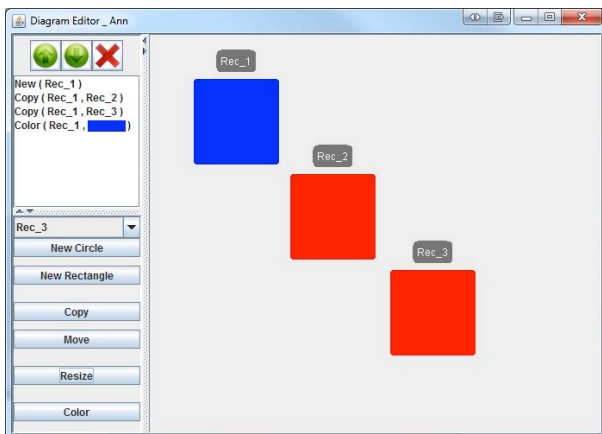 Diagram Editor _ Ann
New ( Rec_1 )
Copy ( Rec_1 , Rec_2 )
Copy ( Rec_1 , Rec_3 )
Color ( Rec_1 , )
Rec_3
New Circle
New Rectangle
Copy
Move
Resize
Color
Rec_1
Rec_2
Rec_3